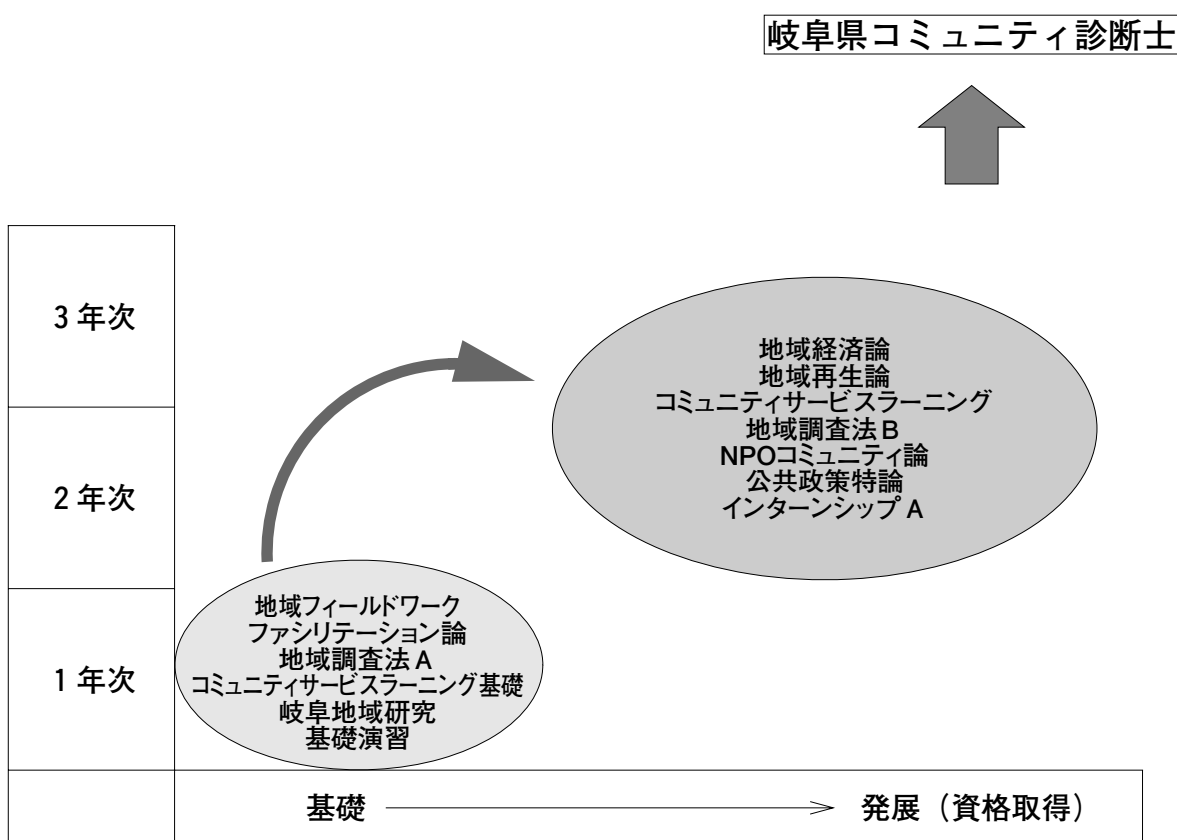 岐阜県コミュニティ診断士
3年次
地域経済論
地域再生論
コミュニティサービスラーニング
地域調査法B
NPOコミュニティ論
公共政策特論
インターンシップA
2年次
地域フィールドワーク
ファシリテーション論
地域調査法A
コミュニティサービスラーニング基礎
岐阜地域研究
基礎演習
1年次
基礎
発展（資格取得）